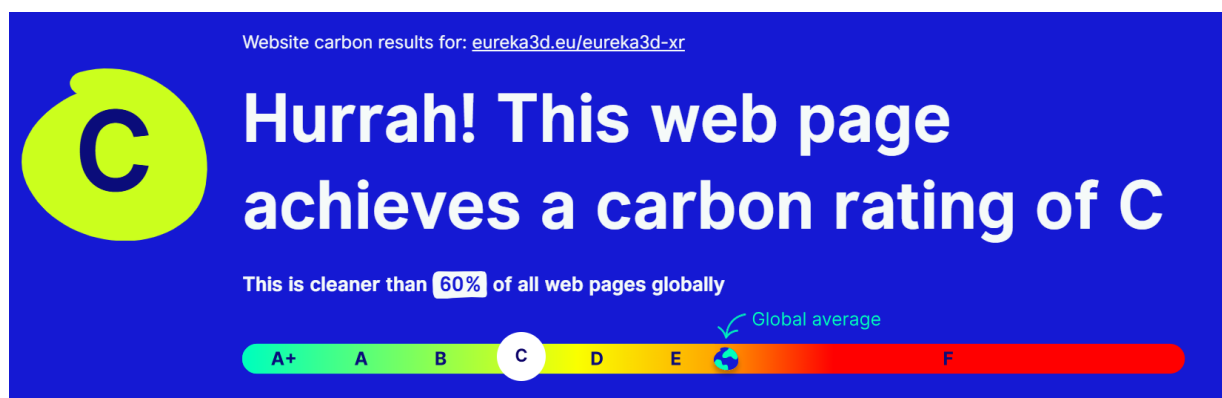 Website carbon results for: eureka3d.eu/eureka3d-xr
C
Hurrah! This web page
achieves a carbon rating of C
This is cleaner than 60% of all web pages globally
Global average
A+ A B C D E F